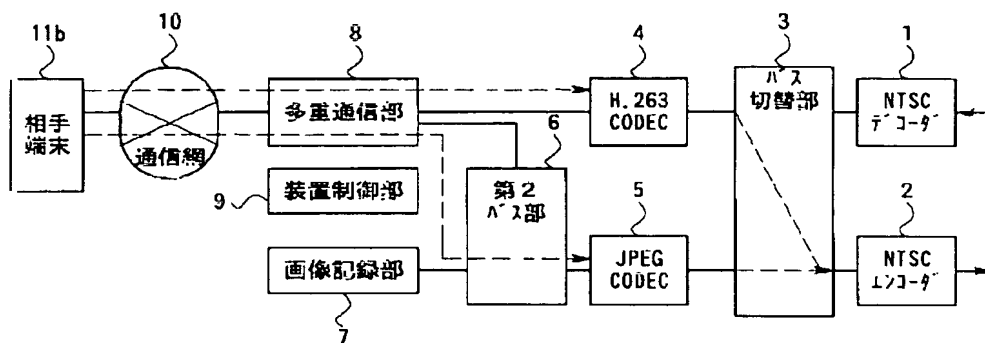 11b
10
8
4
3
1
相手
端末
通信網
多重通信部
H.263
CODEC
バス
切替部
NTSC
デコーダ
9
装置制御部
6
第2
バス部
5
JPEG
CODEC
2
NTSC
エンコーダ
画像記録部
7